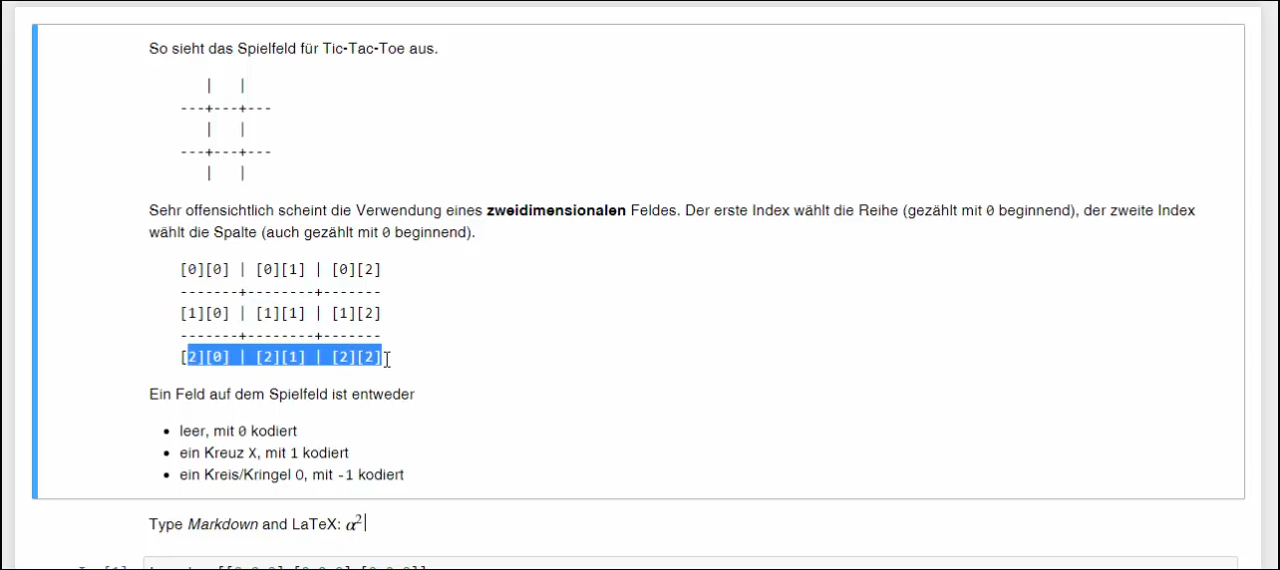 So sieht das Spielfeld für Tic-Tac-Toe aus.
|   |
---+---+---
|   |
---+---+---
|   |
Sehr offensichtlich scheint die Verwendung eines zweidimensionalen Feldes. Der erste Index wählt die Reihe (gezählt mit 0 beginnend), der zweite Index
wählt die Spalte (auch gezählt mit 0 beginnend).
[0][0] | [0][1] | [0][2]
-------+--------+-------
[1][0] | [1][1] | [1][2]
-------+--------+-------
[2][0] | [2][1] | [2][2]
Ein Feld auf dem Spielfeld ist entweder
• leer, mit 0 kodiert
• ein Kreuz X, mit 1 kodiert
• ein Kreis/Kringel O, mit -1 kodiert
Type Markdown and LaTeX: α²